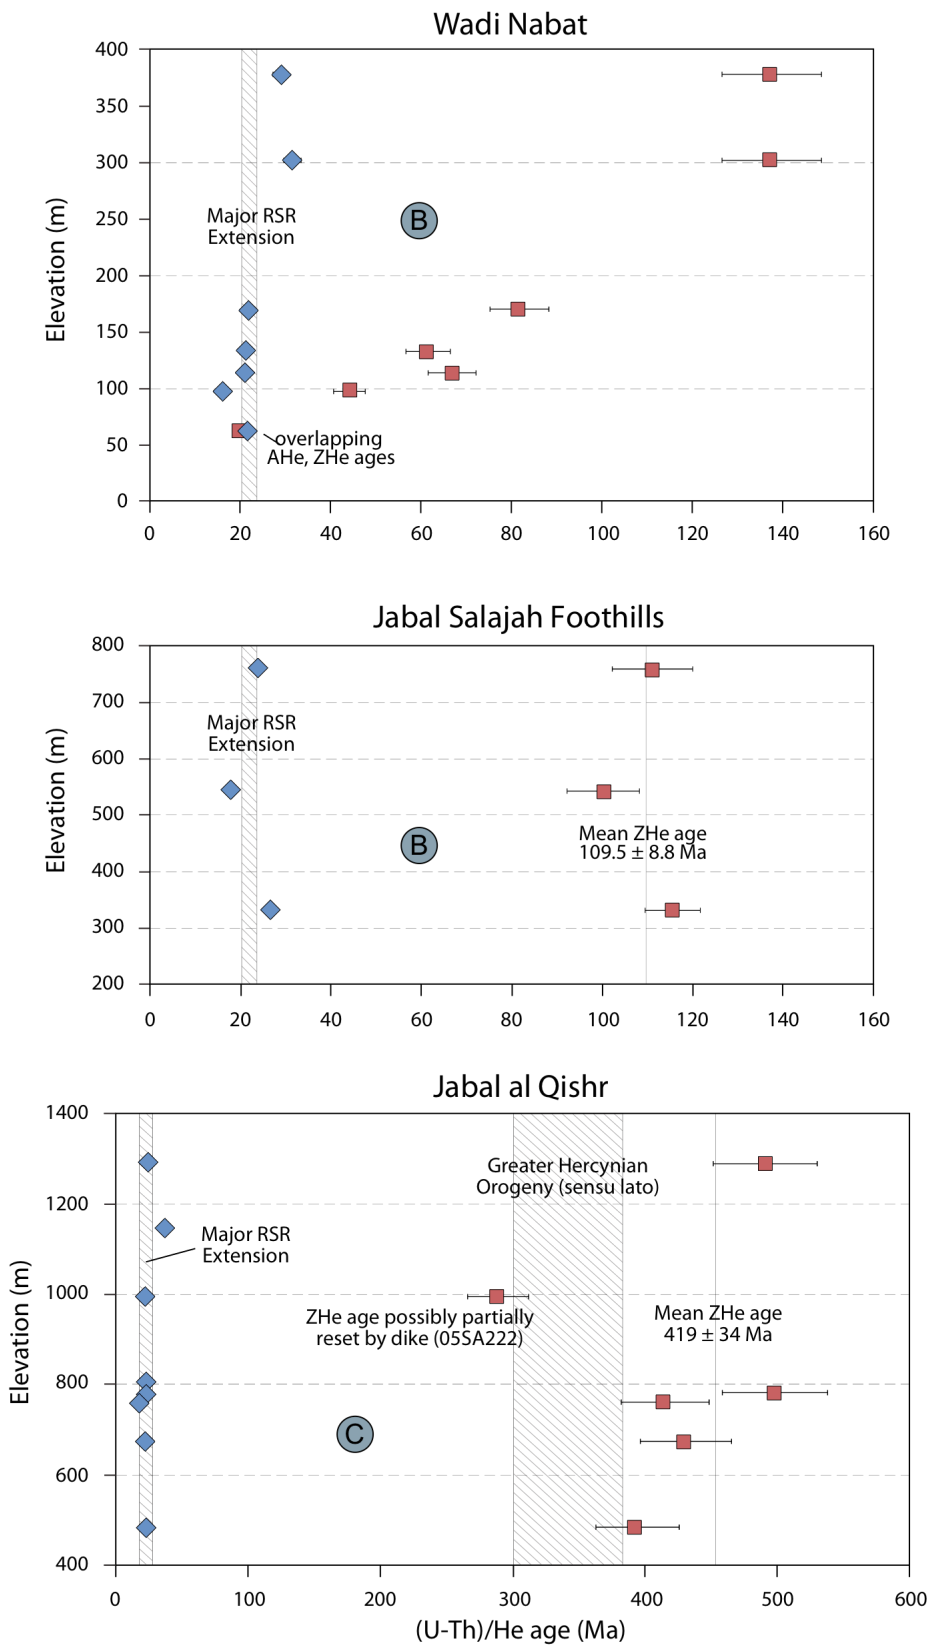 Wadi Nabat
400
350
300
250
200
150
100
50
0
Elevation (m)
Major RSR
Extension
B
overlapping
AHe, ZHe ages
0 20 40 60 80 100 120 140 160
Jabal Salajah Foothills
800
700
600
500
400
300
200
Elevation (m)
Major RSR
Extension
B
Mean ZHe age
109.5 ± 8.8 Ma
0 20 40 60 80 100 120 140 160
Jabal al Qishr
1400
1200
1000
800
600
400
Elevation (m)
Greater Hercynian
Orogeny (sensu lato)
Major RSR
Extension
ZHe age possibly partially
reset by dike (05SA222)
Mean ZHe age
419 ± 34 Ma
C
0 100 200 300 400 500 600
(U-Th)/He age (Ma)